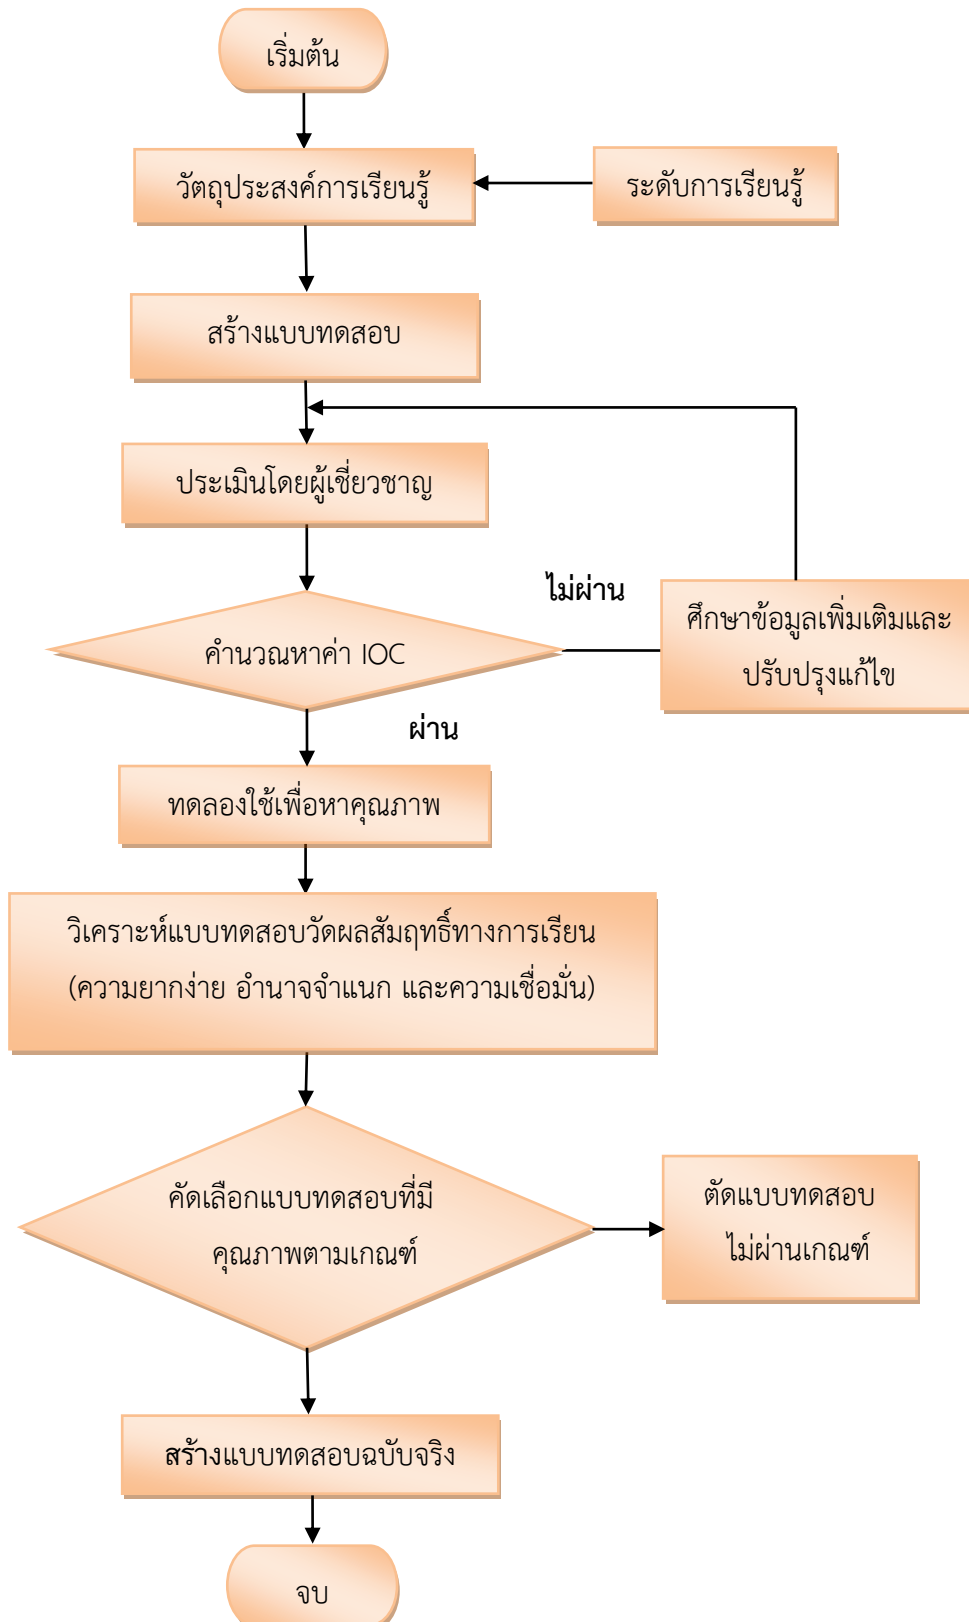 เริ่มต้น
วัตถุประสงค์การเรียนรู้
ระดับการเรียนรู้
สร้างแบบทดสอบ
ประเมินโดยผู้เชี่ยวชาญ
ไม่ผ่าน
ศึกษาข้อมูลเพิ่มเติมและ
ปรับปรุงแก้ไข
คำนวณหาค่า IOC
ผ่าน
ทดลองใช้เพื่อหาคุณภาพ
วิเคราะห์แบบทดสอบวัดผลสัมฤทธิ์ทางการเรียน
(ความยากง่าย อำนาจจำแนก และความเชื่อมั่น)
คัดเลือกแบบทดสอบที่มี
คุณภาพตามเกณฑ์
ตัดแบบทดสอบ
ไม่ผ่านเกณฑ์
สร้างแบบทดสอบฉบับจริง
จบ